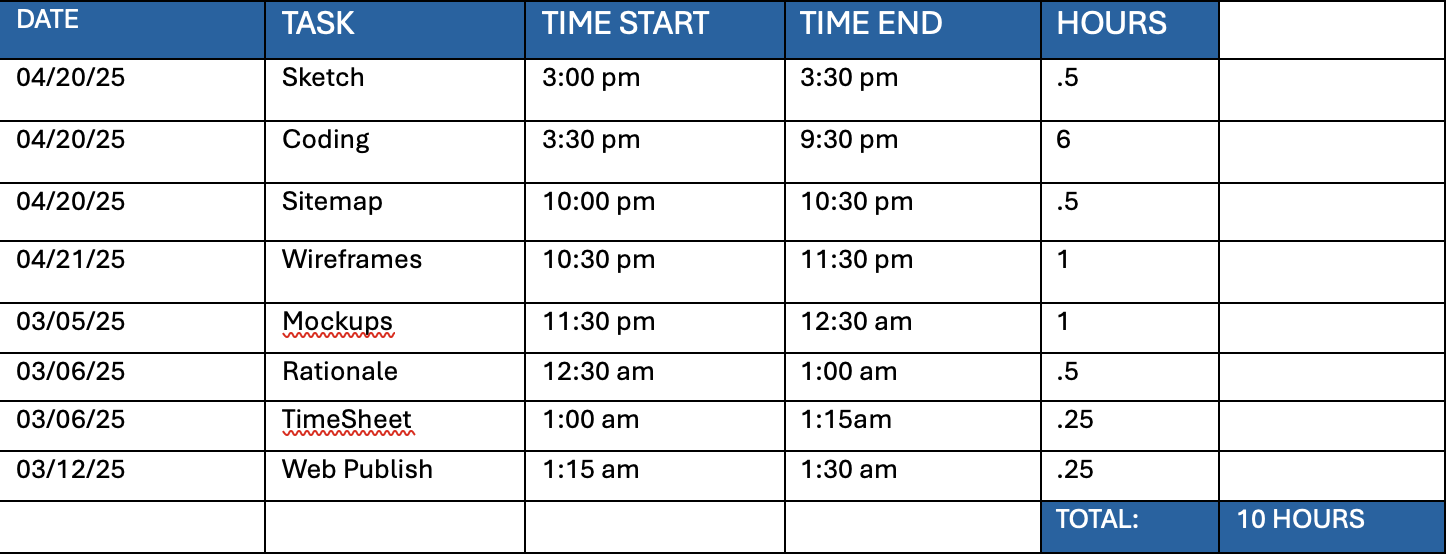 DATE TASK TIME START TIME END HOURS
04/20/25 Sketch 3:00 pm 3:30 pm .5
04/20/25 Coding 3:30 pm 9:30 pm 6
04/20/25 Sitemap 10:00 pm 10:30 pm .5
04/21/25 Wireframes 10:30 pm 11:30 pm 1
03/05/25 Mockups 11:30 pm 12:30 am 1
03/06/25 Rationale 12:30 am 1:00 am .5
03/06/25 TimeSheet 1:00 am 1:15am .25
03/12/25 Web Publish 1:15 am 1:30 am .25
TOTAL: 10 HOURS